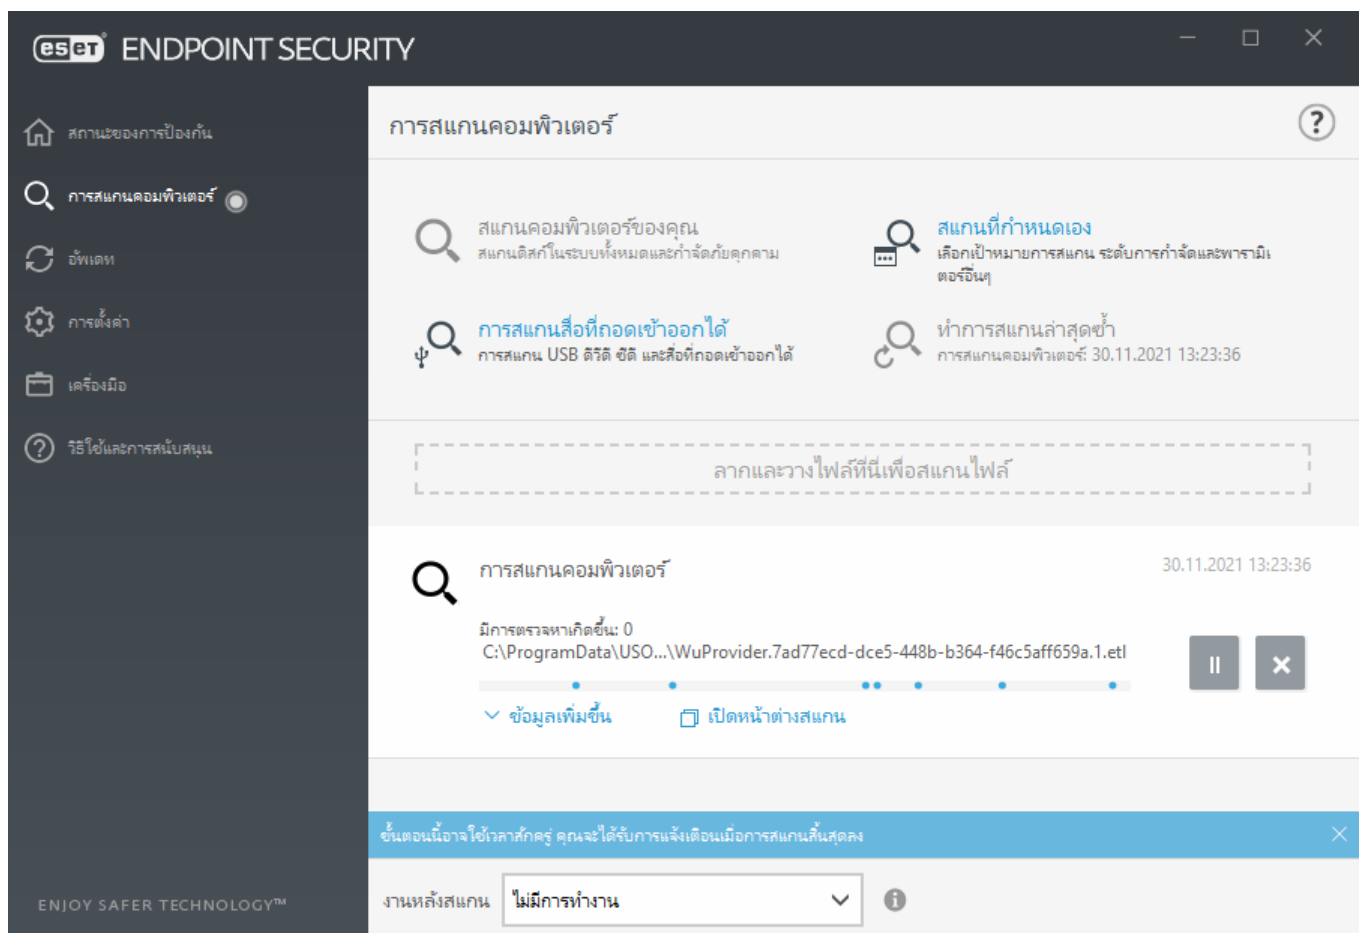 eset ENDPOINT SECURITY
สถานะของการป้องกัน
การสแกนคอมพิวเตอร์
อัพเดท
การตั้งค่า
เครื่องมือ
วิธีใช้และการสนับสนุน
ENJOY SAFER TECHNOLOGY™
การสแกนคอมพิวเตอร์
?
สแกนคอมพิวเตอร์ของคุณ
สแกนดิสก์ในระบบทั้งหมดและกำจัดภัยคุกคาม
สแกนที่กำหนดเอง
เลือกเป้าหมายการสแกน ระดับการกำจัดและพารามิเ
ตอร์อื่นๆ
การสแกนสื่อที่ถอดเข้าออกได้
การสแกน USB ดีวีดี ซีดี และสื่อที่ถอดเข้าออกได้
ทำการสแกนล่าสุดซ้ำ
การสแกนคอมพิวเตอร์: 30.11.2021 13:23:36
ลากและวางไฟล์ที่นี่เพื่อสแกนไฟล์
การสแกนคอมพิวเตอร์
30.11.2021 13:23:36
มีการตรวจหาเกิดขึ้น: 0
C:\ProgramData\USO...\WuProvider.7ad77ecd-dce5-448b-b364-f46c5aff659a.1.etl
ข้อมูลเพิ่มขึ้น
เปิดหน้าต่างสแกน
ขั้นตอนนี้อาจใช้เวลาสักครู่ คุณจะได้รับการแจ้งเตือนเมื่อการสแกนสิ้นสุดลง
งานหลังสแกน
ไม่มีการทำงาน